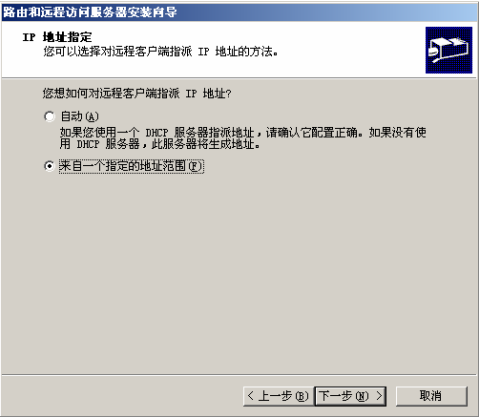 路由和远程访问服务器安装向导
IP 地址指定
您可以选择对远程客户端指派 IP 地址的方法。
您想如何对远程客户端指派 IP 地址?
自动(A)
如果您使用一个 DHCP 服务器指派地址，请确认它配置正确。如果没有使
用 DHCP 服务器，此服务器将生成地址。
来自一个指定的地址范围(F)
< 上一步(B)
下一步(N) >
取消